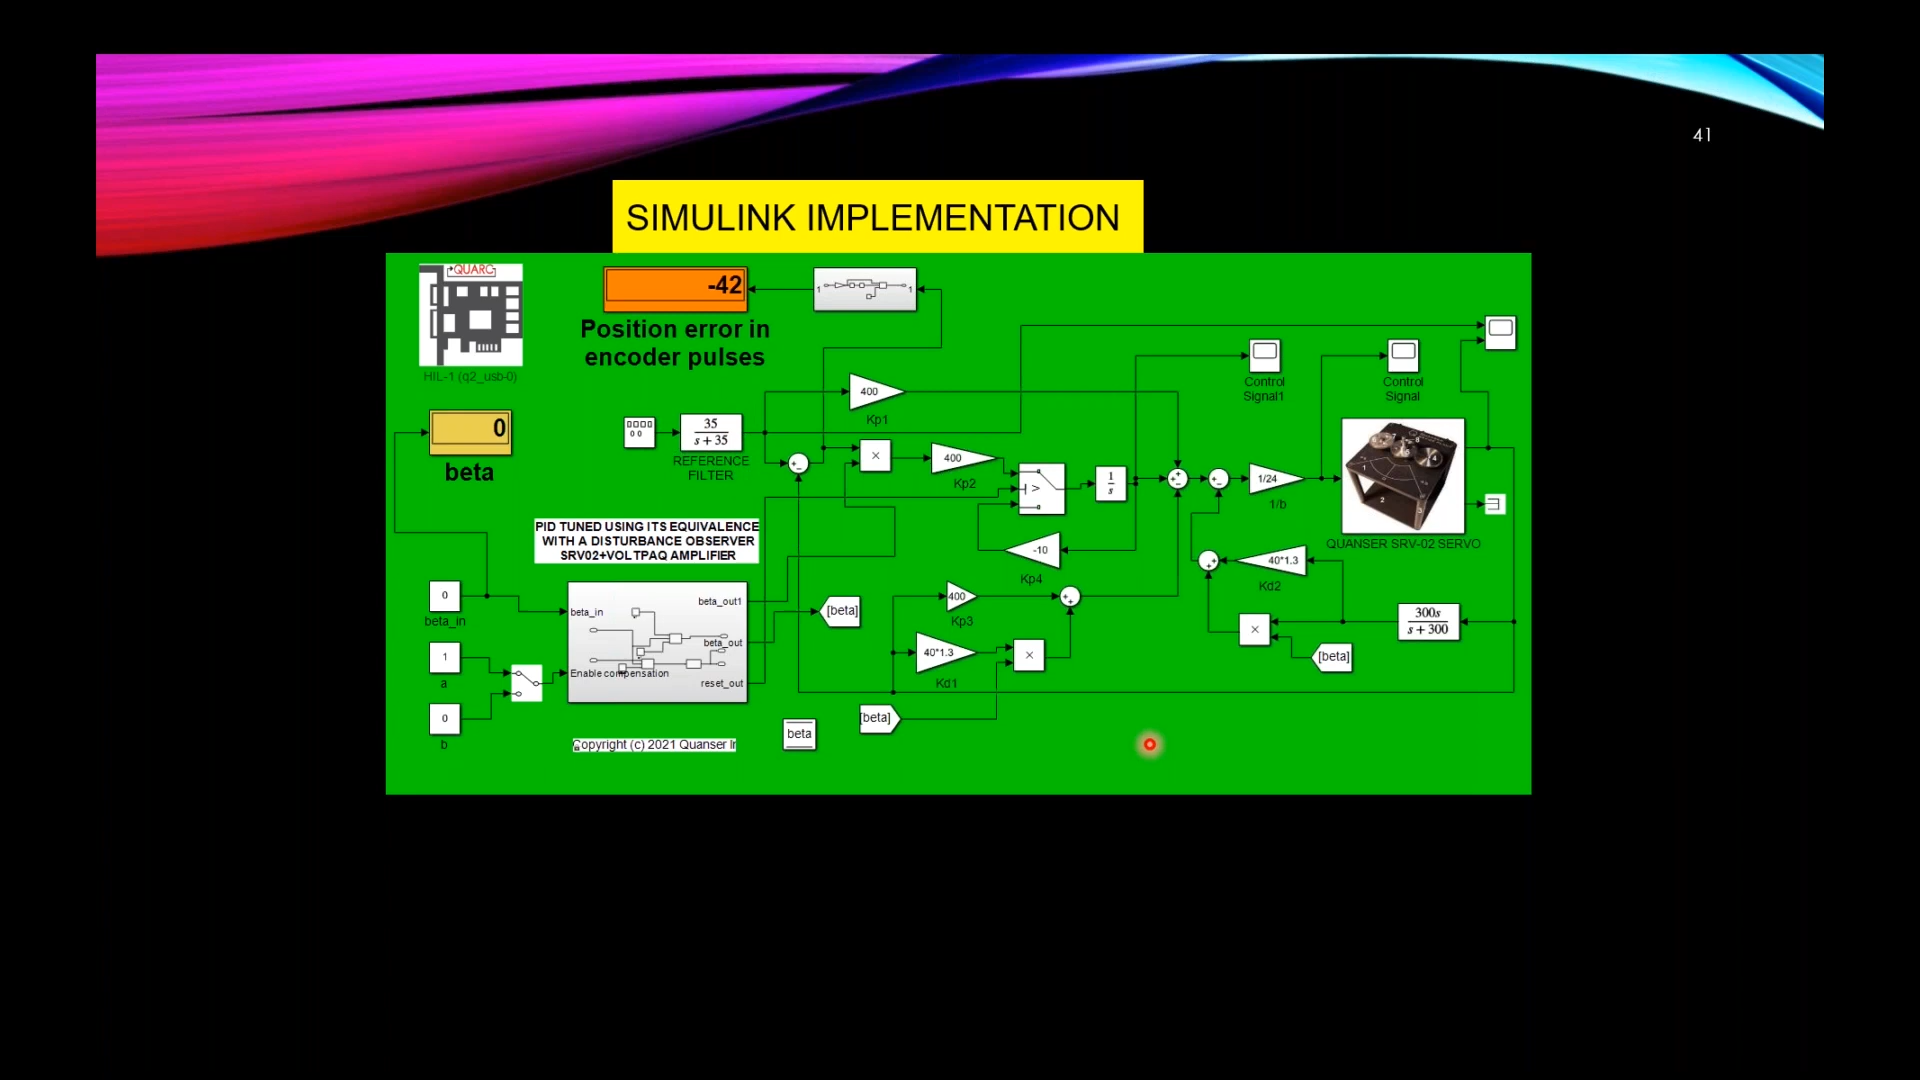 41
SIMULINK IMPLEMENTATION
QUARC
HIL-1 (q2_usb-0)
-42
Position error in
encoder pulses
1
1
Control
Signal1
Control
Signal
0
beta
400
Kp1
35
s + 35
REFERENCE
FILTER
+
−
×
400
Kp2
>
1
s
1/24
1/b
QUANSER SRV-02 SERVO
PID TUNED USING ITS EQUIVALENCE
WITH A DISTURBANCE OBSERVER
SRV02+VOLTPAQ AMPLIFIER
-10
Kp4
40*1.3
Kd2
0
beta_in
beta_in
beta_out1
beta_out
Enable compensation
reset_out
[beta]
400
Kp3
40*1.3
Kd1
×
×
300s
s + 300
[beta]
1
a
0
b
[beta]
beta
Copyright (c) 2021 Quanser In